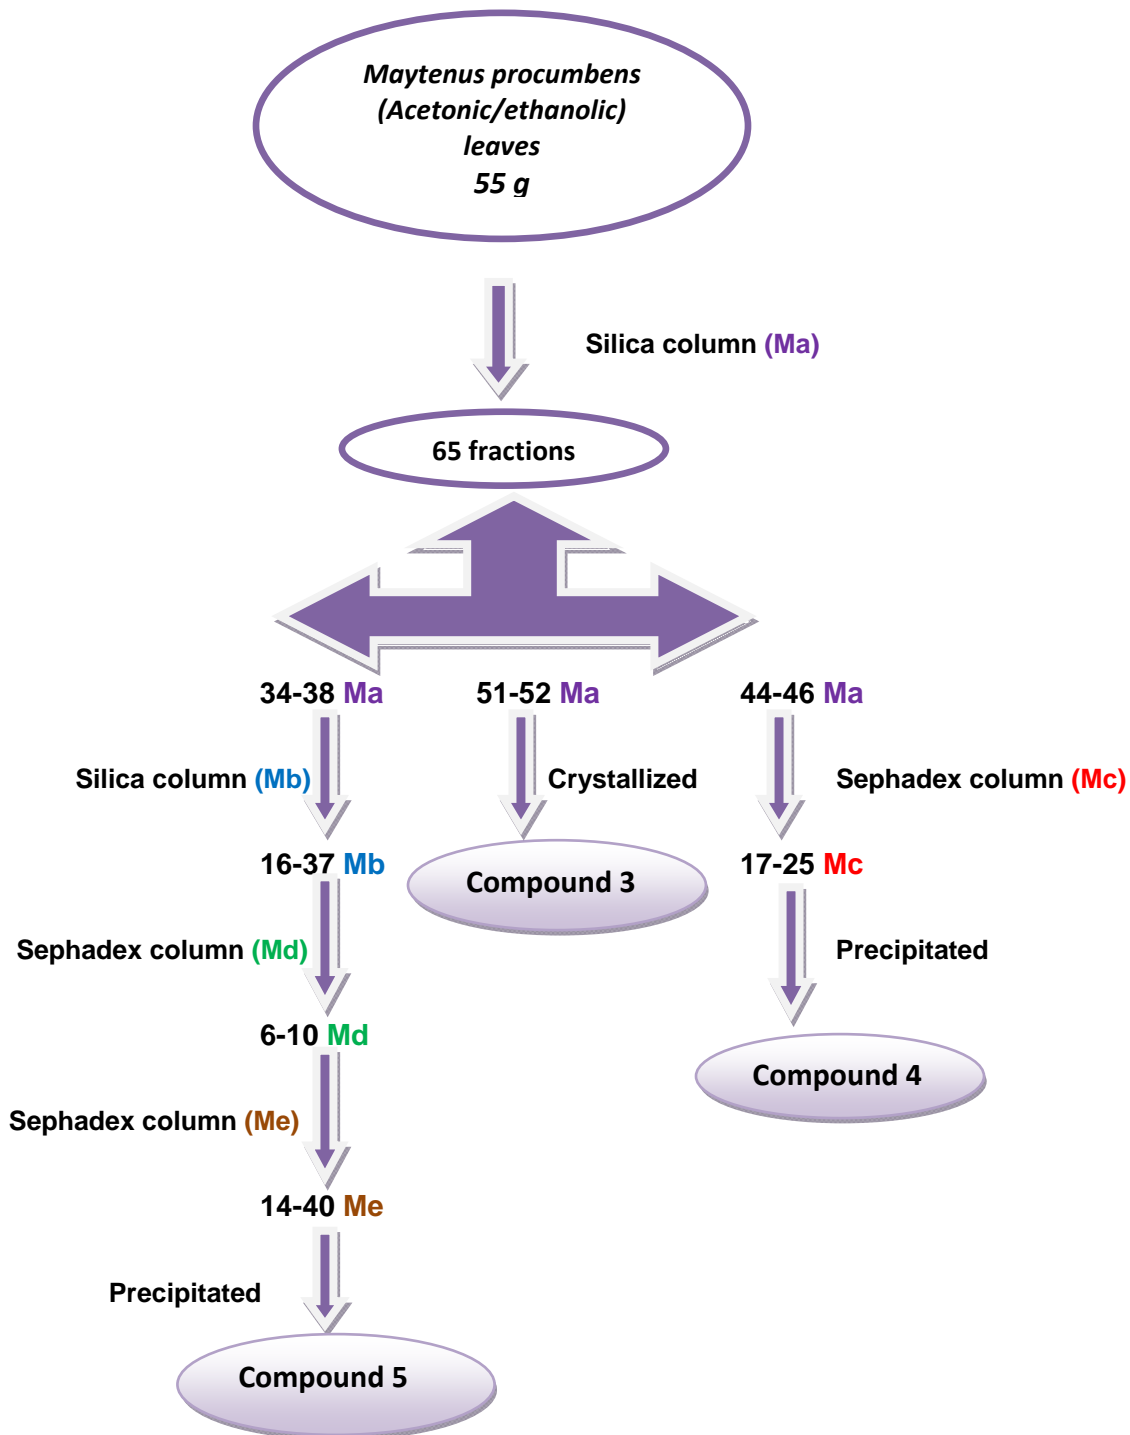 Maytenus procumbens
(Acetonic/ethanolic)
leaves
55 g
Silica column (Ma)
65 fractions
34-38 Ma
51-52 Ma
44-46 Ma
Silica column (Mb)
Crystallized
Sephadex column (Mc)
16-37 Mb
Compound 3
17-25 Mc
Sephadex column (Md)
Precipitated
6-10 Md
Compound 4
Sephadex column (Me)
14-40 Me
Precipitated
Compound 5